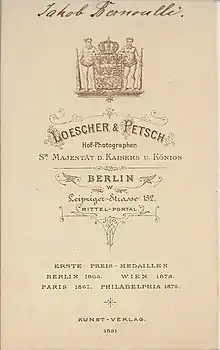 Jakob Bernoulli.
LOESCHER & PETSCH
Hof-Photographen
Sr. MAJESTÄT D. KAISERS U. KÖNIGS
BERLIN
W.
Leipziger-Strasse 132.
"MITTEL-PORTAL"
ERSTE PREIS-MEDAILLEN
BERLIN 1865. WIEN 1873.
PARIS 1867. PHILADELPHIA 1876.
KUNST-VERLAG.
1881